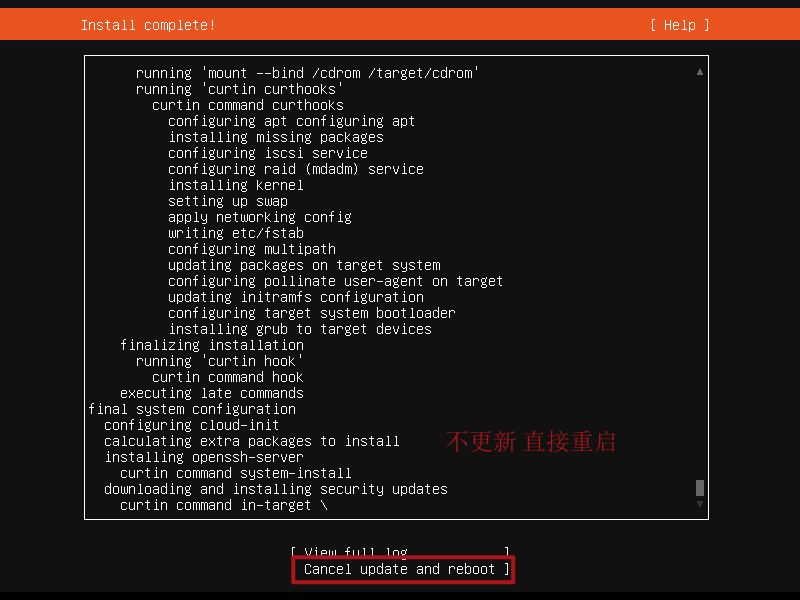 Install complete!
[ Help ]
running 'mount --bind /cdrom /target/cdrom'
running 'curtin curthooks'
curtin command curthooks
configuring apt configuring apt
installing missing packages
configuring iscsi service
configuring raid (mdadm) service
installing kernel
setting up swap
apply networking config
writing etc/fstab
configuring multipath
updating packages on target system
configuring pollinate user-agent on target
updating initramfs configuration
configuring target system bootloader
installing grub to target devices
finalizing installation
running 'curtin hook'
curtin command hook
executing late commands
final system configuration
configuring cloud-init
calculating extra packages to install
不更新 直接重启
installing openssh-server
curtin command system-install
downloading and installing security updates
curtin command in-target \
[ View full log ]
Cancel update and reboot ]